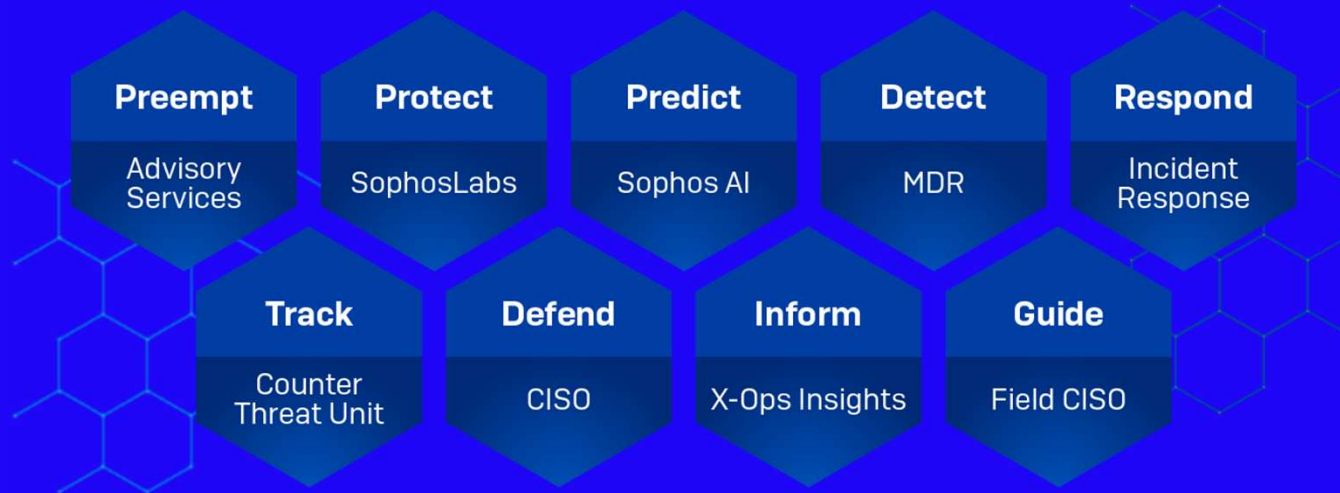 Preempt
Advisory
Services
Protect
SophosLabs
Predict
Sophos AI
Detect
MDR
Respond
Incident
Response
Track
Counter
Threat Unit
Defend
CISO
Inform
X-Ops Insights
Guide
Field CISO